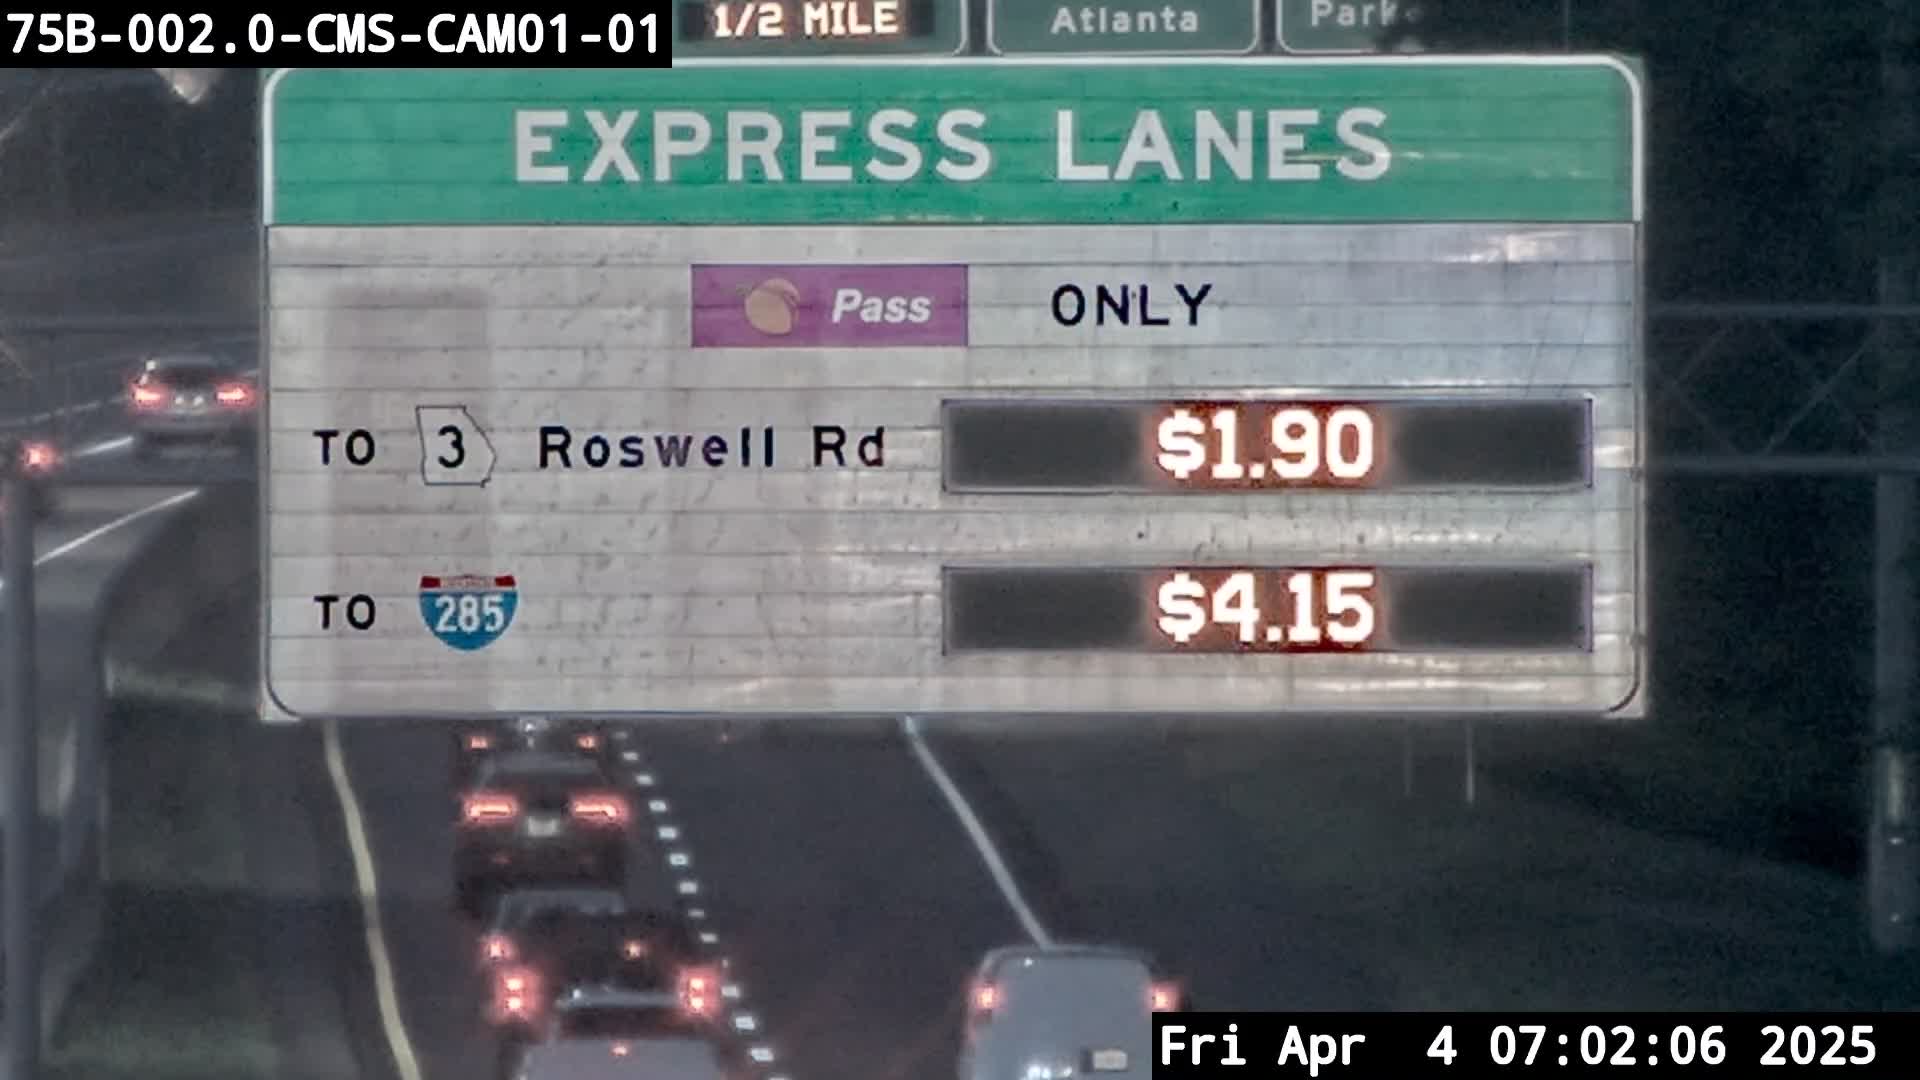 75B-002.0-CMS-CAM01-01
1/2 MILE
Atlanta
Park
EXPRESS LANES
Pass ONLY
TO 3 Roswell Rd $1.90
TO 285 $4.15
Fri Apr 4 07:02:06 2025